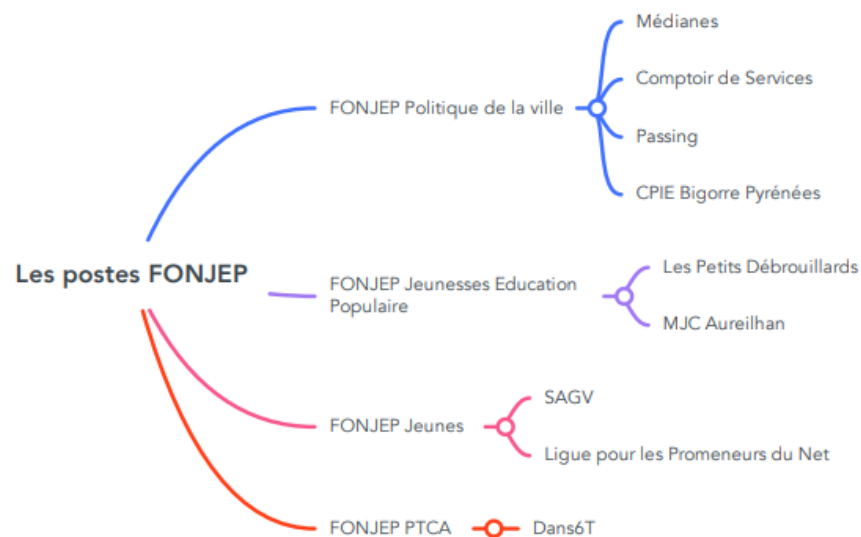 Les postes FONJEP
FONJEP Politique de la ville
Médianes
Comptoir de Services
Passing
CPIE Bigorre Pyrénées
FONJEP Jeunesses Education
Populaire
Les Petits Débrouillards
MJC Aureilhan
FONJEP Jeunes
SAGV
Ligue pour les Promeneurs du Net
FONJEP PTCA
Dans6T